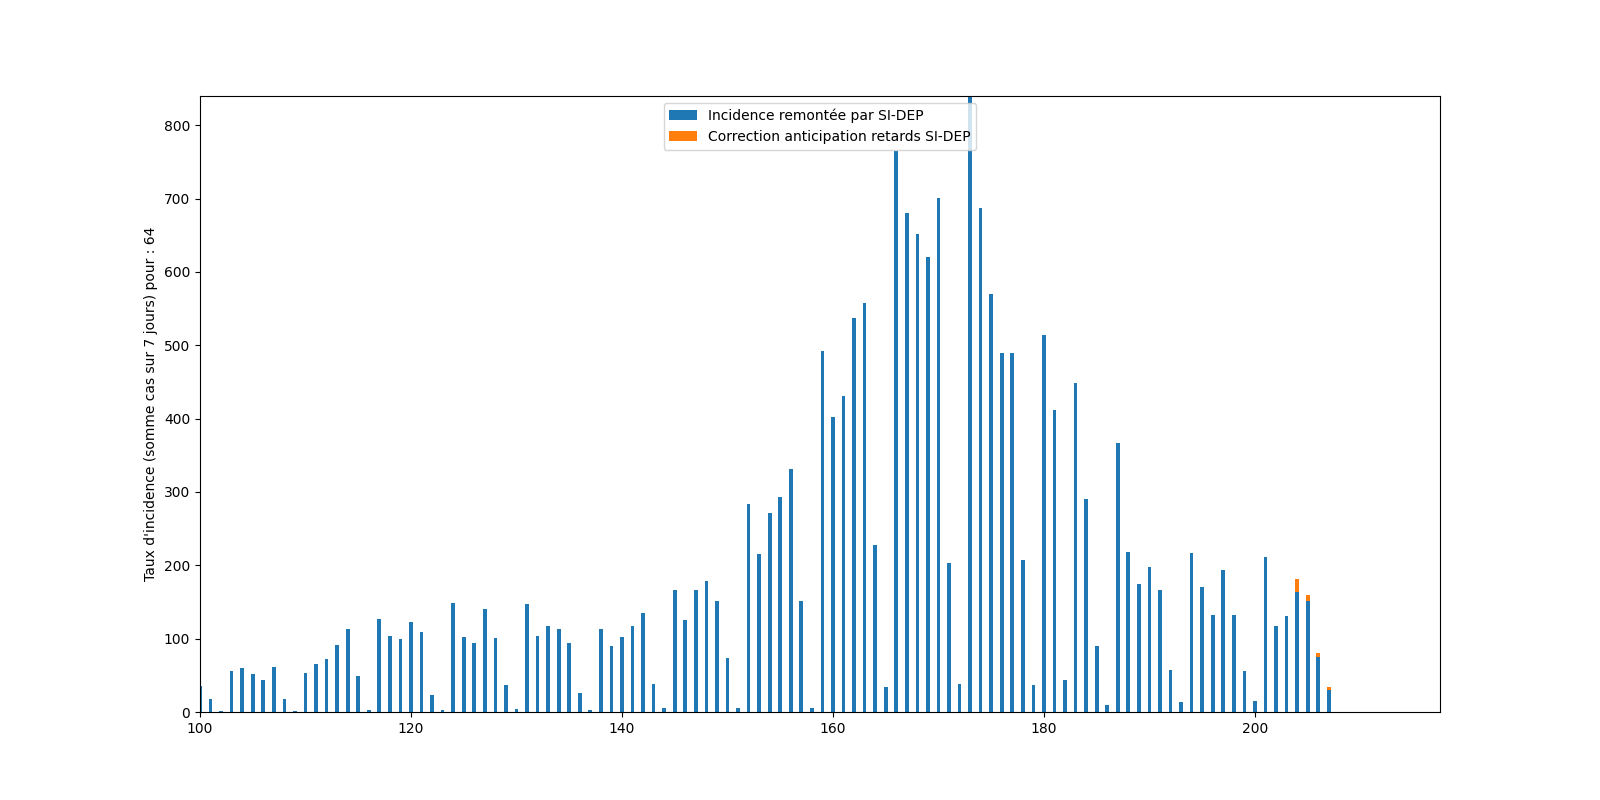 Incidence remontée par SI-DEP
Correction anticipation retards SI-DEP
Taux d'incidence (somme cas sur 7 jours) pour : 64
800
700
600
500
400
300
200
100
0
100 120 140 160 180 200